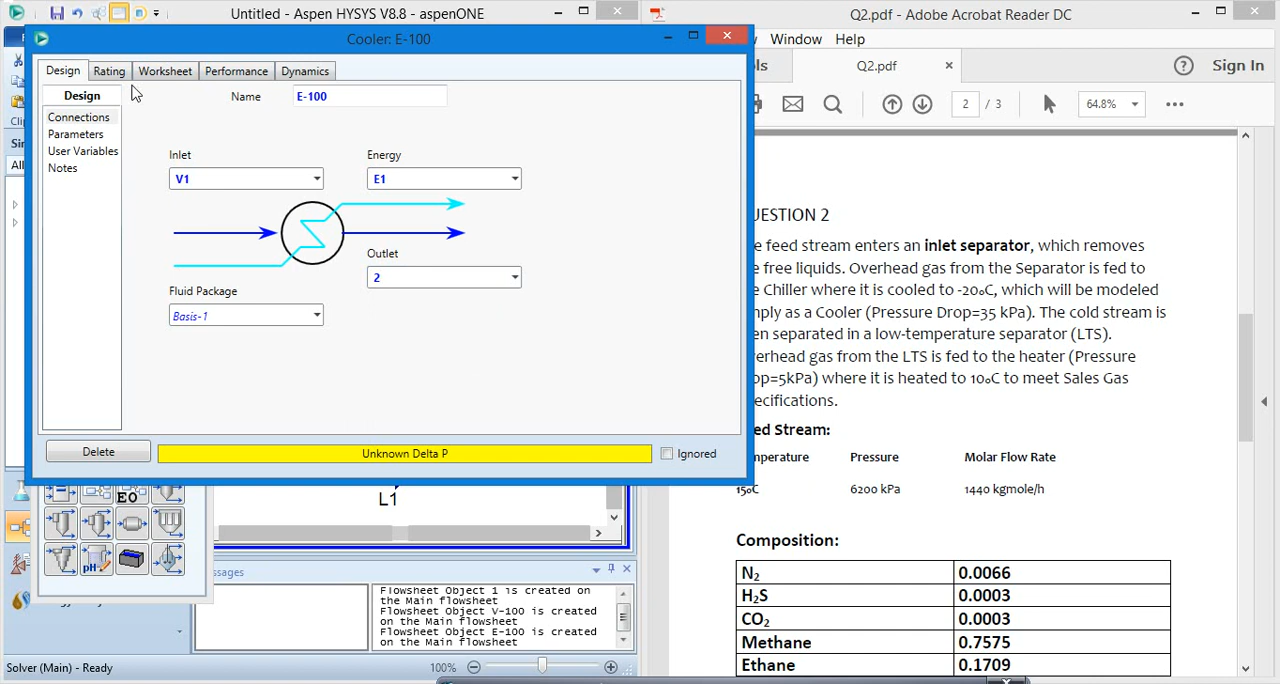 Untitled - Aspen HYSYS V8.8 - aspenONE
Q2.pdf - Adobe Acrobat Reader DC
Cooler: E-100
Window Help
Q2.pdf
Sign In
Design Rating Worksheet Performance Dynamics
Design
Connections
Parameters
User Variables
Notes
Name
E-100
2 / 3
64.8%
Inlet
V1
Energy
E1
Outlet
2
Fluid Package
Basis-1
Delete
Unknown Delta P
Ignored
UESTION 2
e feed stream enters an inlet separator, which removes
e free liquids. Overhead gas from the Separator is fed to
e Chiller where it is cooled to -20oC, which will be modeled
ply as a Cooler (Pressure Drop=35 kPa). The cold stream is
en separated in a low-temperature separator (LTS).
erhead gas from the LTS is fed to the heater (Pressure
op=5kPa) where it is heated to 10oC to meet Sales Gas
ecifications.
ed Stream:
mperature Pressure Molar Flow Rate
15oC 6200 kPa 1440 kgmole/h
Composition:
N2 0.0066
H2S 0.0003
CO2 0.0003
Methane 0.7575
Ethane 0.1709
EO
pH
L1
ssages
Flowsheet Object 1 is created on
the Main flowsheet
Flowsheet Object V-100 is created
on the Main flowsheet
Flowsheet Object E-100 is created
on the Main flowsheet
Solver (Main) - Ready
100%